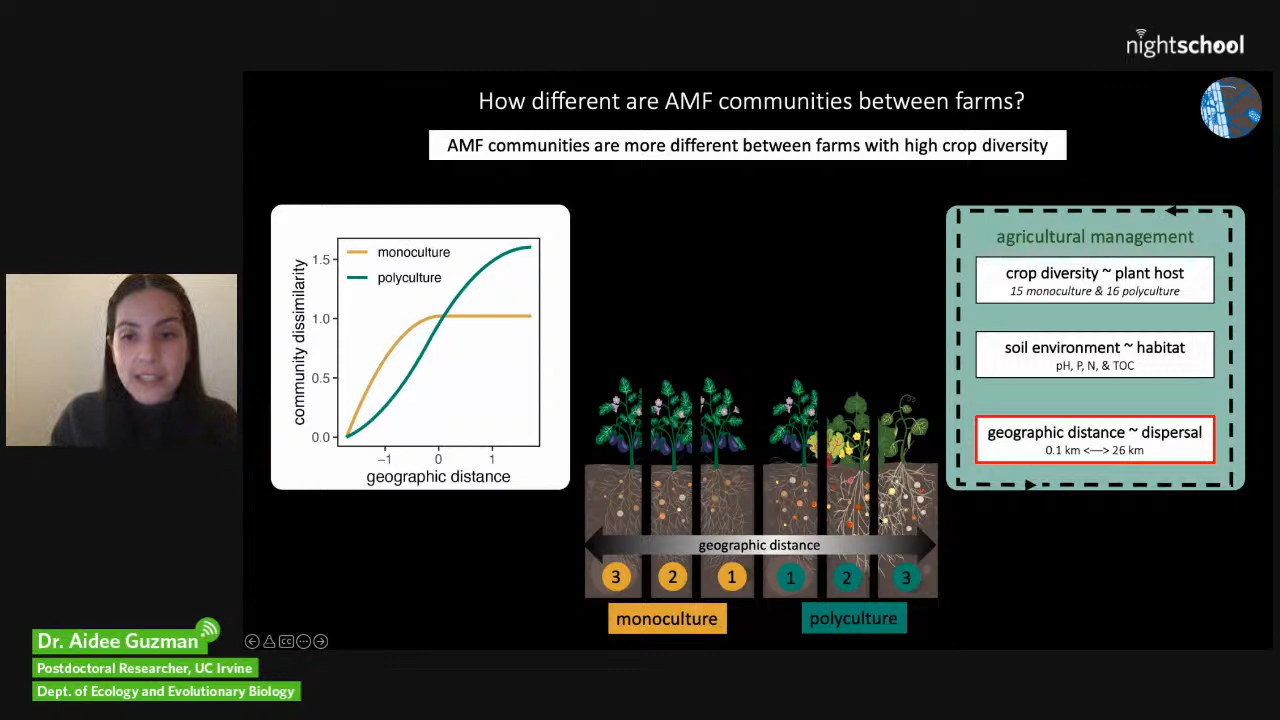 nightschool
How different are AMF communities between farms?
AMF communities are more different between farms with high crop diversity
community dissimilarity
1.5
1.0
0.5
0.0
monoculture
polyculture
−1
0
1
geographic distance
geographic distance
3
2
1
1
2
3
monoculture
polyculture
agricultural management
crop diversity ~ plant host
15 monoculture & 16 polyculture
soil environment ~ habitat
pH, P, N, & TOC
geographic distance ~ dispersal
0.1 km <—> 26 km
Dr. Aidee Guzman
Postdoctoral Researcher, UC Irvine
Dept. of Ecology and Evolutionary Biology
CC